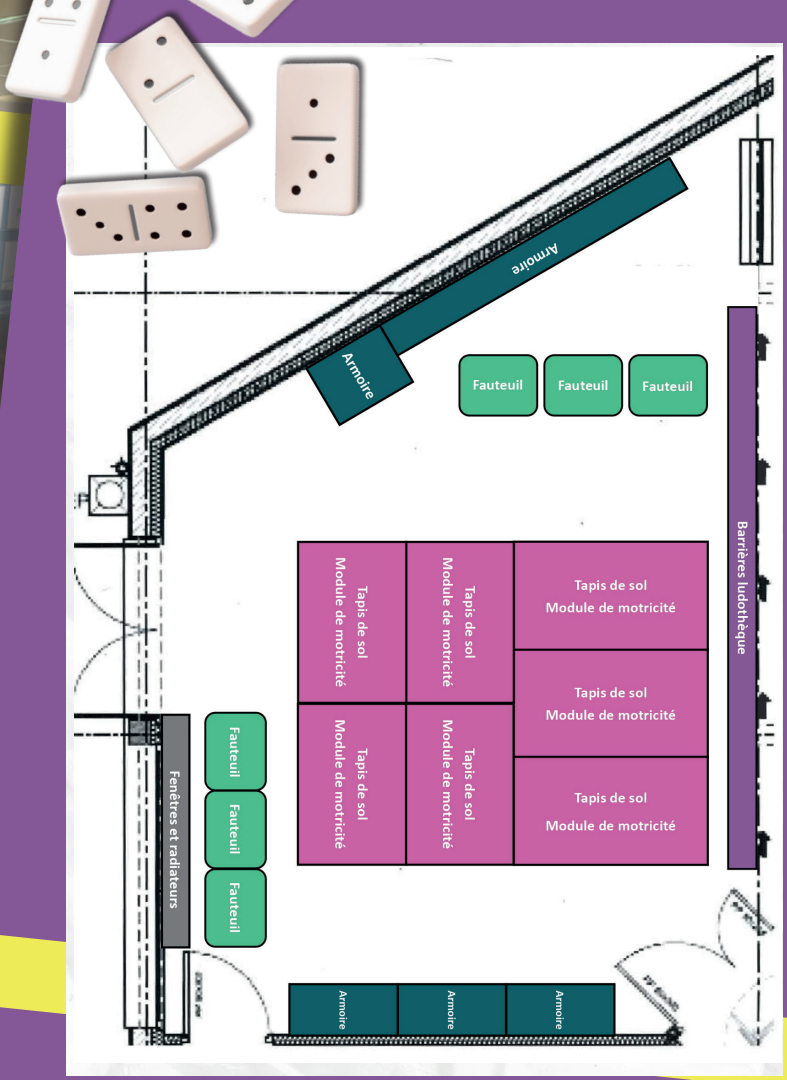 Armoire
Armoire
Fauteuil
Fauteuil
Fauteuil
Barrières ludothèque
Tapis de sol
Module de motricité
Tapis de sol
Module de motricité
Tapis de sol
Module de motricité
Tapis de sol
Module de motricité
Tapis de sol
Module de motricité
Tapis de sol
Module de motricité
Tapis de sol
Module de motricité
Fenêtres et radiateurs
Fauteuil
Fauteuil
Fauteuil
Armoire
Armoire
Armoire